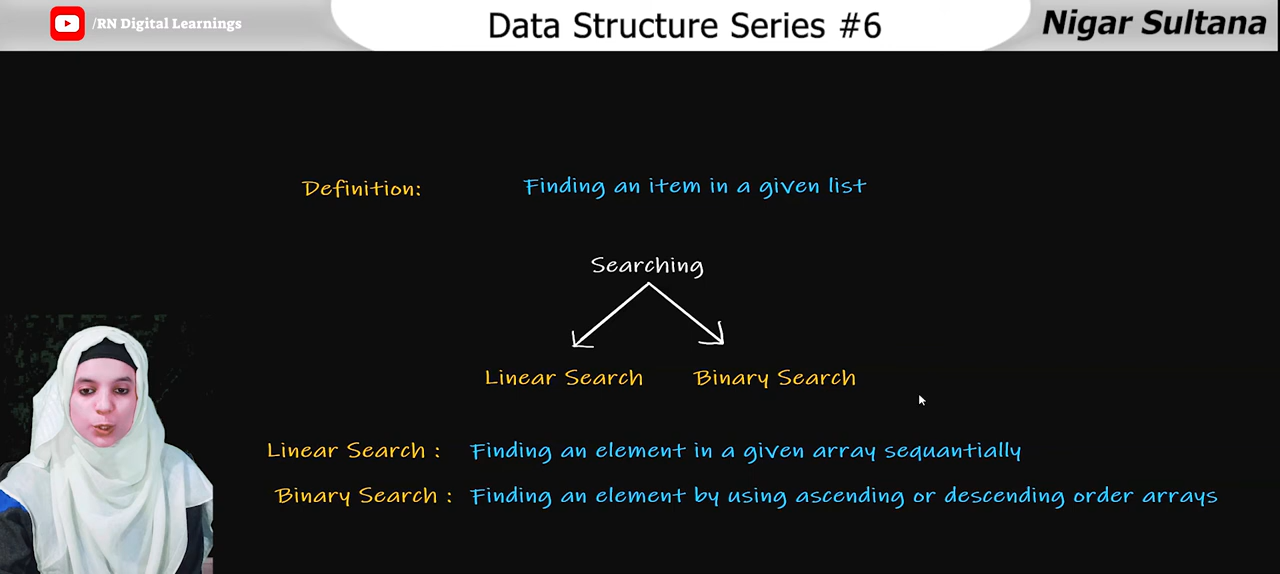 /RN Digital Learnings
Data Structure Series #6
Nigar Sultana
Definition: Finding an item in a given list
Searching
Linear Search Binary Search
Linear Search : Finding an element in a given array sequantially
Binary Search : Finding an element by using ascending or descending order arrays